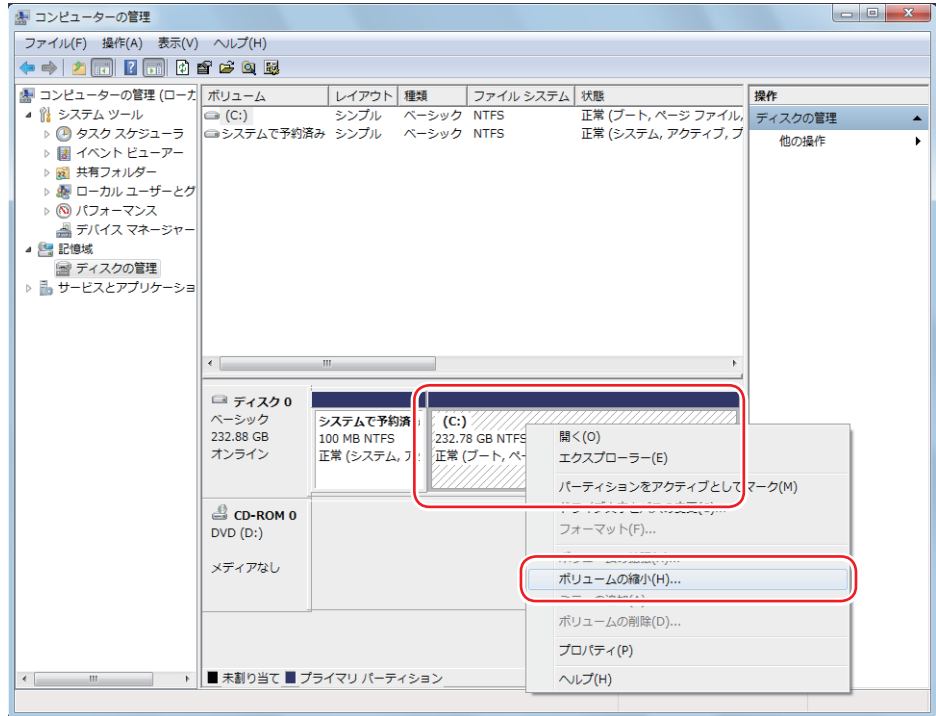 コンピューターの管理
ファイル(F) 操作(A) 表示(V) ヘルプ(H)
コンピューターの管理 (ローカ
システム ツール
タスク スケジューラ
イベント ビューアー
共有フォルダー
ローカル ユーザーとグ
パフォーマンス
デバイス マネージャー
記憶域
ディスクの管理
サービスとアプリケーショ
ボリューム レイアウト 種類 ファイル システム 状態
(C:) シンプル ベーシック NTFS 正常 (ブート, ページ ファイル,
システムで予約済み シンプル ベーシック NTFS 正常 (システム, アクティブ, プ
操作
ディスクの管理
他の操作
ディスク 0
ベーシック
232.88 GB
オンライン
システムで予約済
100 MB NTFS
正常 (システム,
(C:)
232.78 GB NTFS
正常 (ブート, ペー
CD-ROM 0
DVD (D:)
メディアなし
開く(O)
エクスプローラー(E)
パーティションをアクティブとしてマーク(M)
フォーマット(F)...
ボリュームの縮小(H)...
ボリュームの削除(D)...
プロパティ(P)
ヘルプ(H)
未割り当て プライマリ パーティション